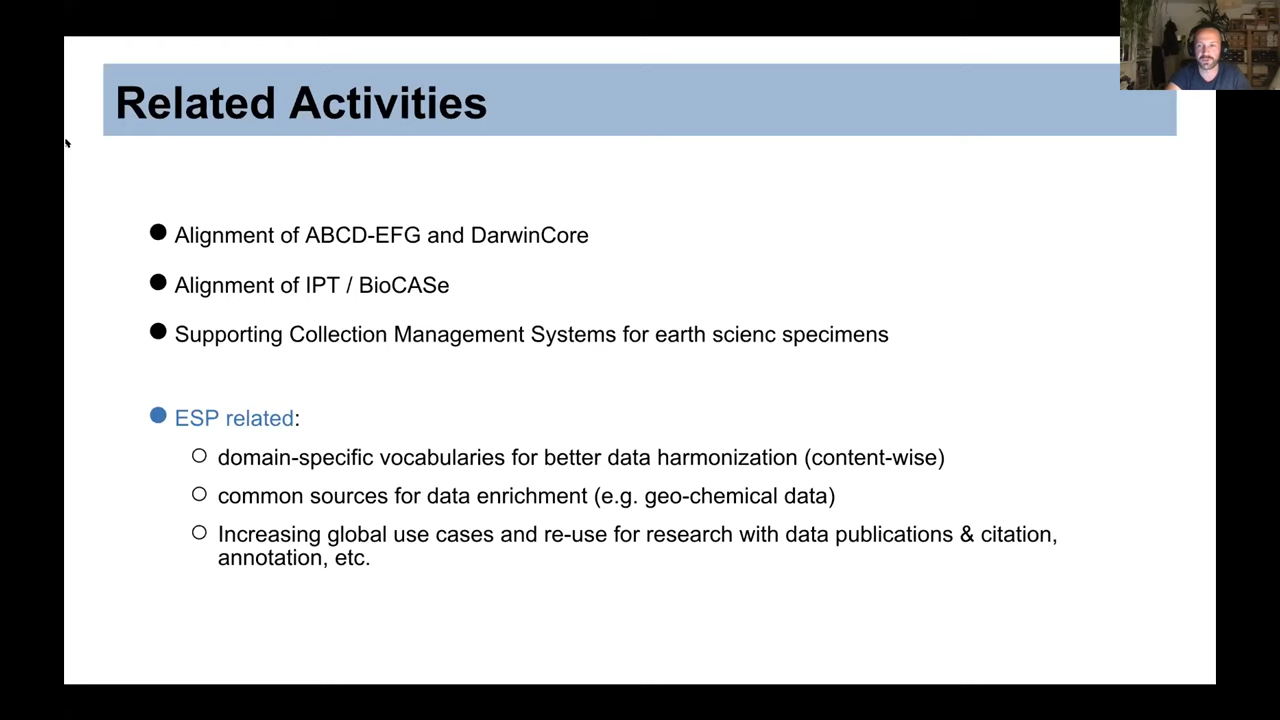 Related Activities
● Alignment of ABCD-EFG and DarwinCore
● Alignment of IPT / BioCASe
● Supporting Collection Management Systems for earth scienc specimens
● ESP related:
○ domain-specific vocabularies for better data harmonization (content-wise)
○ common sources for data enrichment (e.g. geo-chemical data)
○ Increasing global use cases and re-use for research with data publications & citation,
annotation, etc.